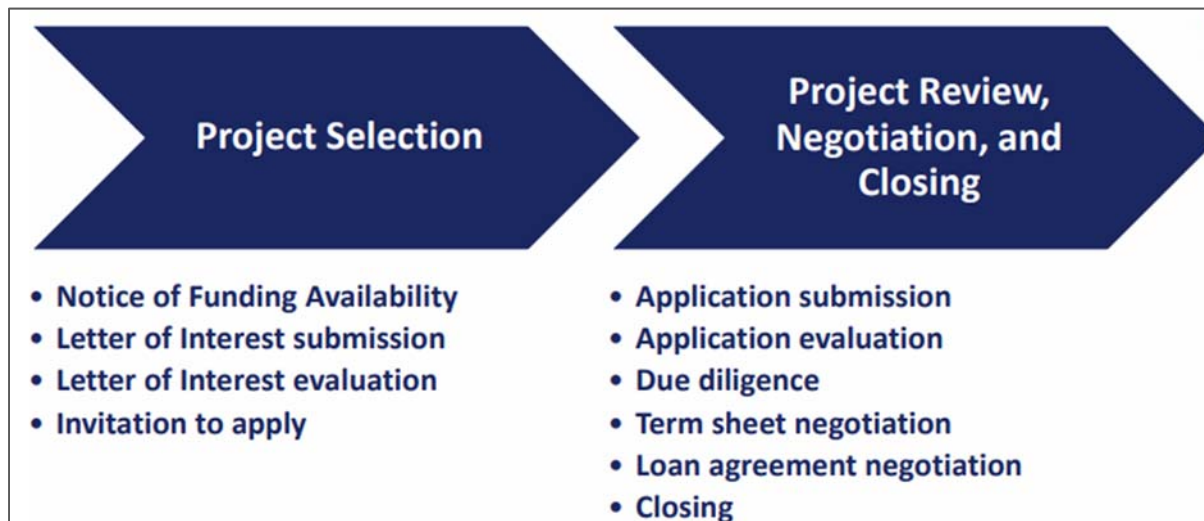 Project Selection
• Notice of Funding Availability
• Letter of Interest submission
• Letter of Interest evaluation
• Invitation to apply
Project Review,
Negotiation, and
Closing
• Application submission
• Application evaluation
• Due diligence
• Term sheet negotiation
• Loan agreement negotiation
• Closing